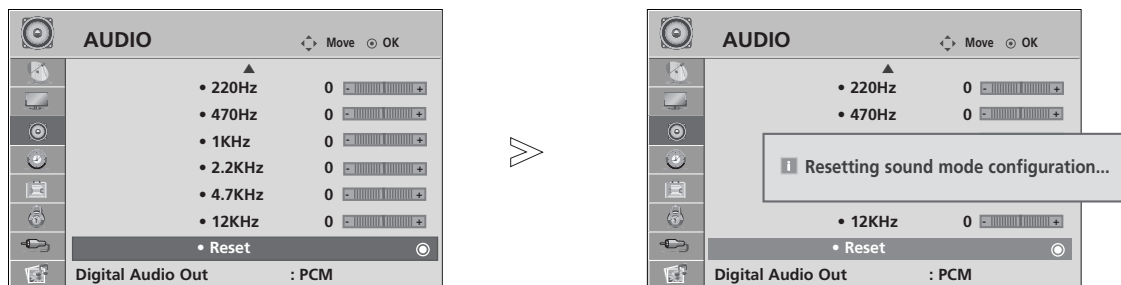 AUDIO Move OK
• 220Hz 0 - +
• 470Hz 0 - +
• 1KHz 0 - +
• 2.2KHz 0 - +
• 4.7KHz 0 - +
• 12KHz 0 - +
• Reset
Digital Audio Out : PCM
AUDIO Move OK
• 220Hz 0 - +
• 470Hz 0 - +
i Resetting sound mode configuration...
• 12KHz 0 - +
• Reset
Digital Audio Out : PCM